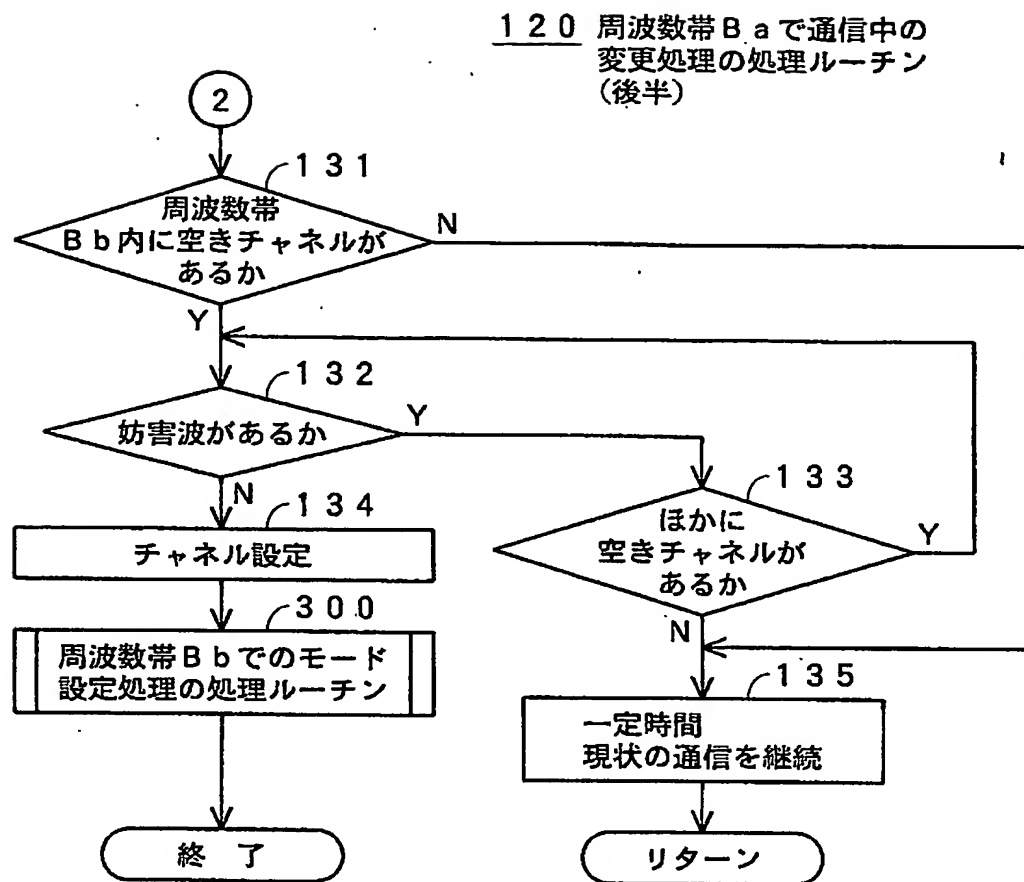 120 周波数帯Baで通信中の
変更処理の処理ルーチン
(後半)
2
131
周波数帯
Bb内に空きチャネルが
あるか
N
Y
132
妨害波があるか
Y
N
133
ほかに
空きチャネルが
あるか
Y
N
134
チャネル設定
300
周波数帯Bbでのモード
設定処理の処理ルーチン
135
一定時間
現状の通信を継続
終 了
リターン